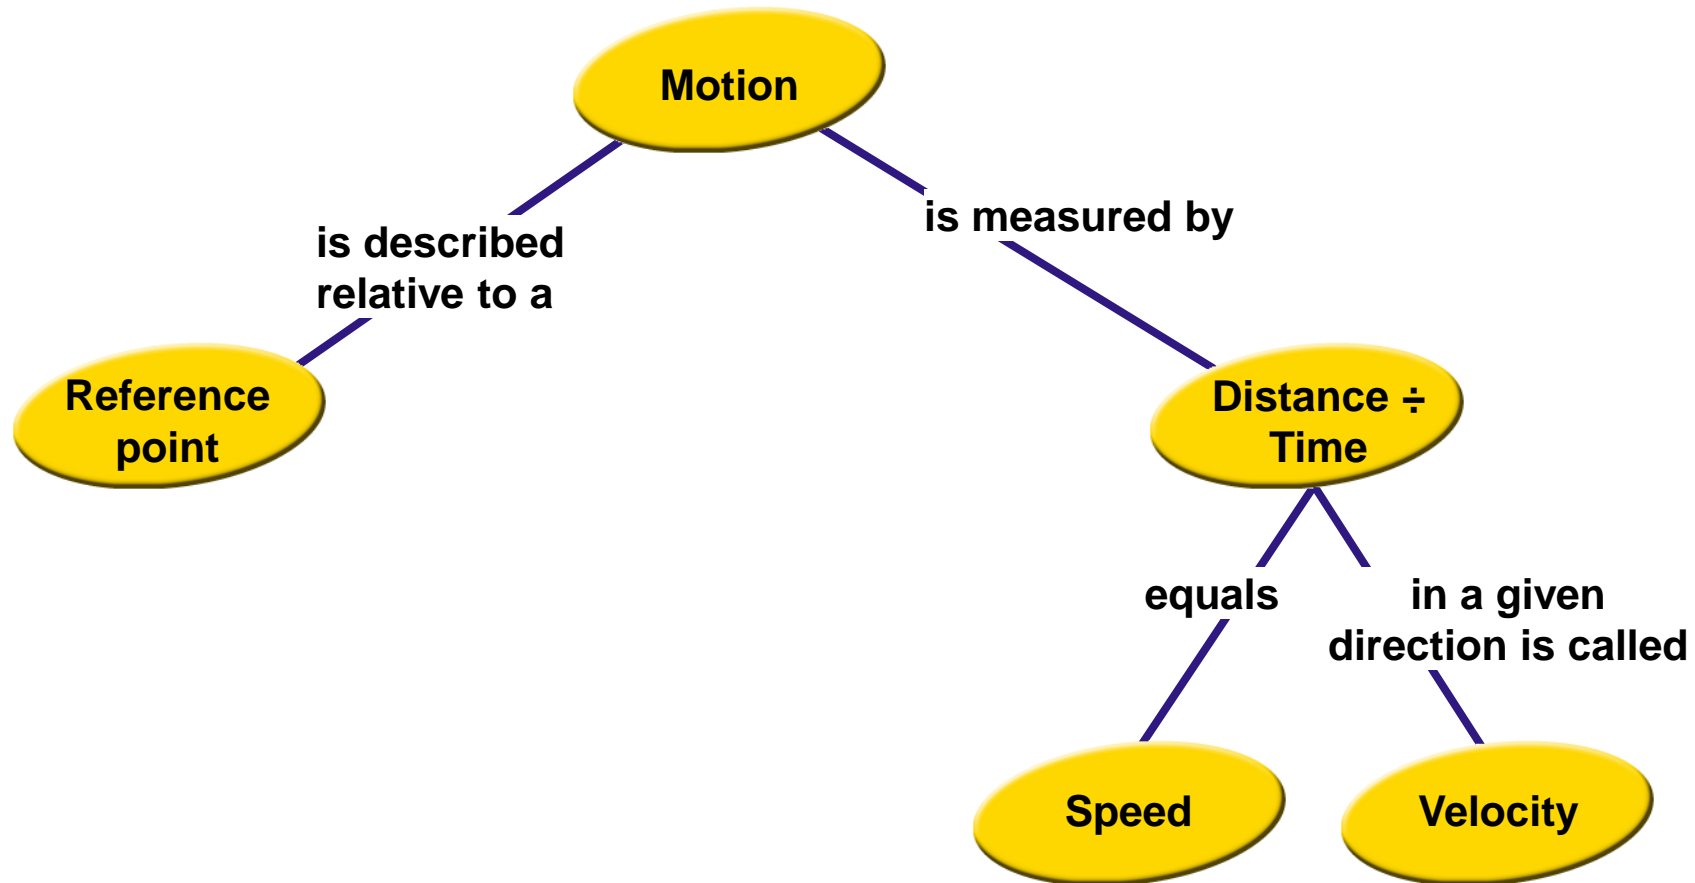 Motion
is described
relative to a
is measured by
Reference
point
Distance ÷
Time
equals
in a given
direction is called
Speed
Velocity